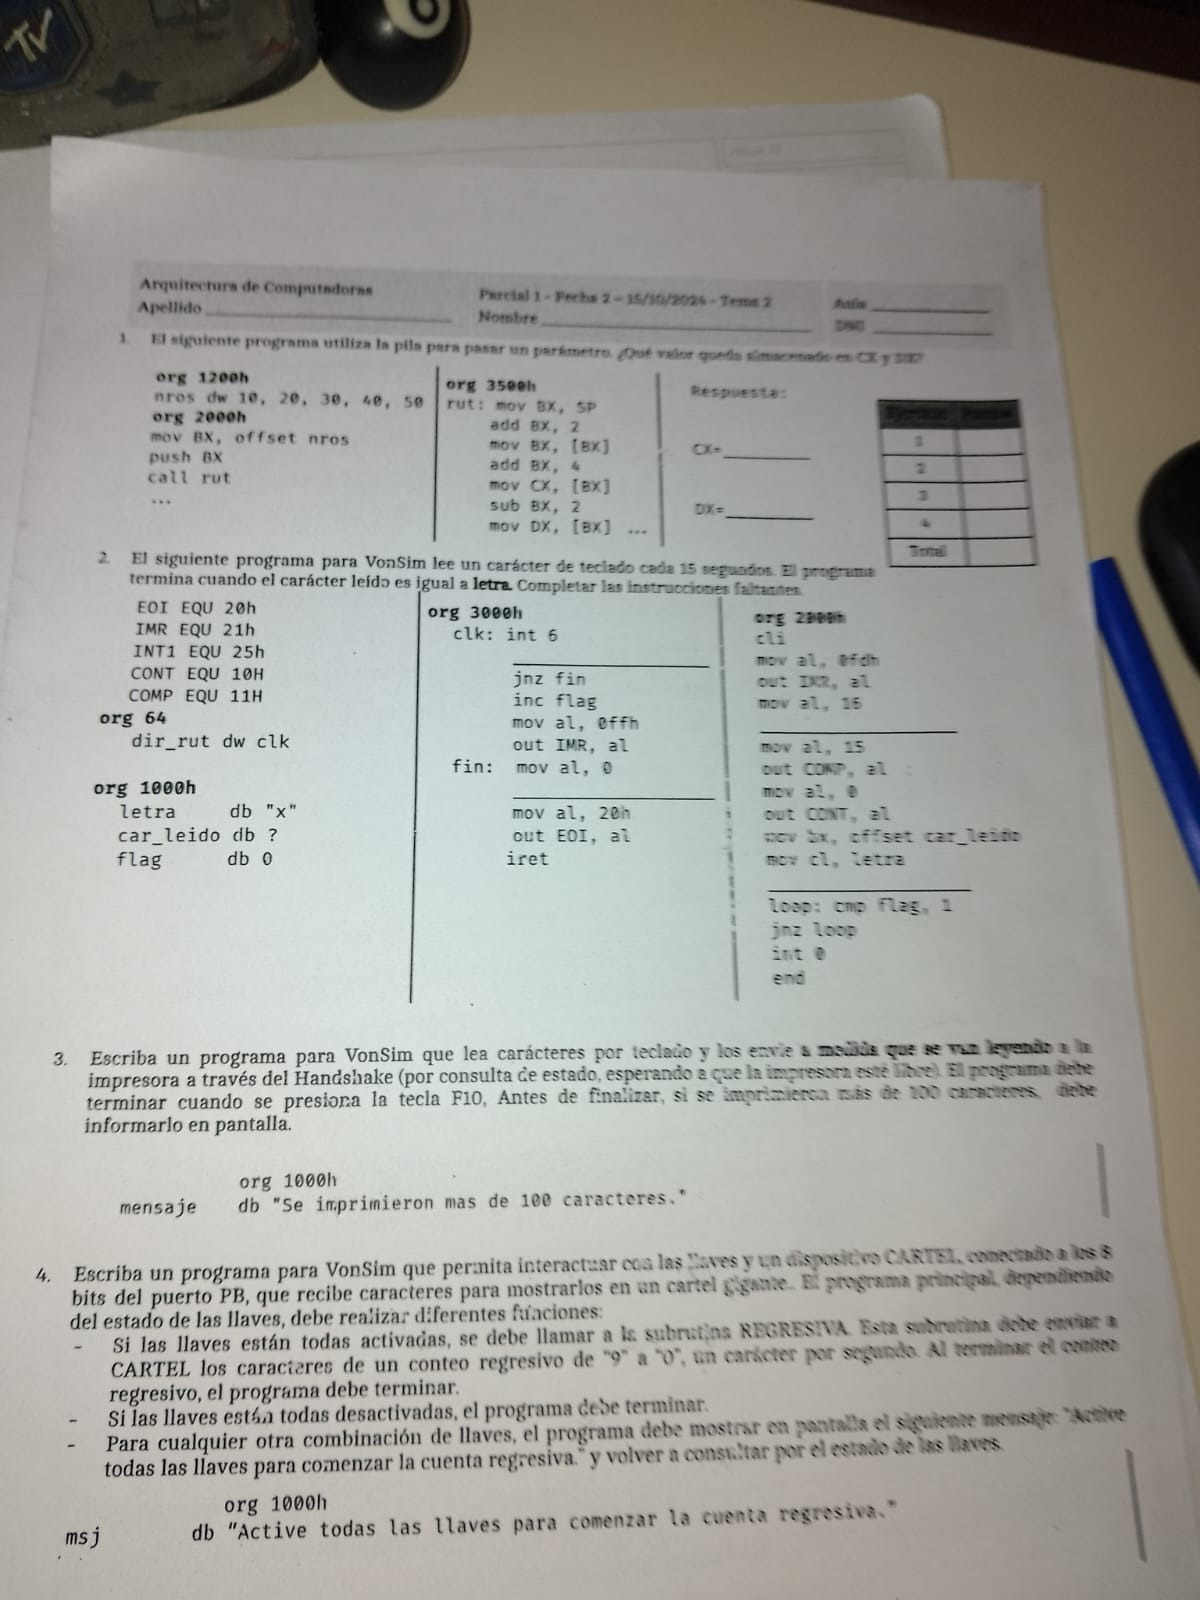 TV
Arquitectura de Computadoras
Parcial 1 - Fecha 2 - 15/10/2024 - Tema 2
Aula
Apellido
Nombre
DNI
1. El siguiente programa utiliza la pila para pasar un parámetro. ¿Qué valor queda almacenado en CX y DX?
org 1200h
nros dw 10, 20, 30, 40, 50
org 2000h
mov BX, offset nros
push BX
call rut
...
org 3500h
rut: mov BX, SP
add BX, 2
mov BX, [BX]
add BX, 4
mov CX, [BX]
sub BX, 2
mov DX, [BX] ...
Respuesta:
CX=
DX=
Ejercicio Puntos
1
2
3
4
Total
2. El siguiente programa para VonSim lee un carácter de teclado cada 15 segundos. El programa
termina cuando el carácter leído es igual a letra. Completar las instrucciones faltantes.
EOI EQU 20h
IMR EQU 21h
INT1 EQU 25h
CONT EQU 10H
COMP EQU 11H
org 64
dir_rut dw clk
org 1000h
letra db "x"
car_leido db ?
flag db 0
org 3000h
clk: int 6
jnz fin
inc flag
mov al, 0ffh
out IMR, al
fin: mov al, 0
mov al, 20h
out EOI, al
iret
org 2000h
cli
mov al, 0fdh
out IMR, al
mov al, 16
mov al, 15
out COMP, al
mov al, 0
out CONT, al
mov bx, offset car_leido
mov cl, letra
loop: cmp flag, 1
jnz loop
int 0
end
3. Escriba un programa para VonSim que lea carácteres por teclado y los envíe a medida que se van leyendo a la
impresora a través del Handshake (por consulta de estado, esperando a que la impresora esté libre). El programa debe
terminar cuando se presiona la tecla F10, Antes de finalizar, si se imprimieron más de 100 caracteres, debe
informarlo en pantalla.
org 1000h
mensaje db "Se imprimieron mas de 100 caracteres."
4. Escriba un programa para VonSim que permita interactuar con las llaves y un dispositivo CARTEL, conectado a los 8
bits del puerto PB, que recibe caracteres para mostrarlos en un cartel gigante. El programa principal, dependiendo
del estado de las llaves, debe realizar diferentes funciones:
- Si las llaves están todas activadas, se debe llamar a la subrutina REGRESIVA. Esta subrutina debe enviar a
CARTEL los caracteres de un conteo regresivo de "9" a "0", un carácter por segundo. Al terminar el conteo
regresivo, el programa debe terminar.
- Si las llaves están todas desactivadas, el programa debe terminar.
- Para cualquier otra combinación de llaves, el programa debe mostrar en pantalla el siguiente mensaje: "Active
todas las llaves para comenzar la cuenta regresiva." y volver a consultar por el estado de las llaves.
org 1000h
msj db "Active todas las llaves para comenzar la cuenta regresiva."